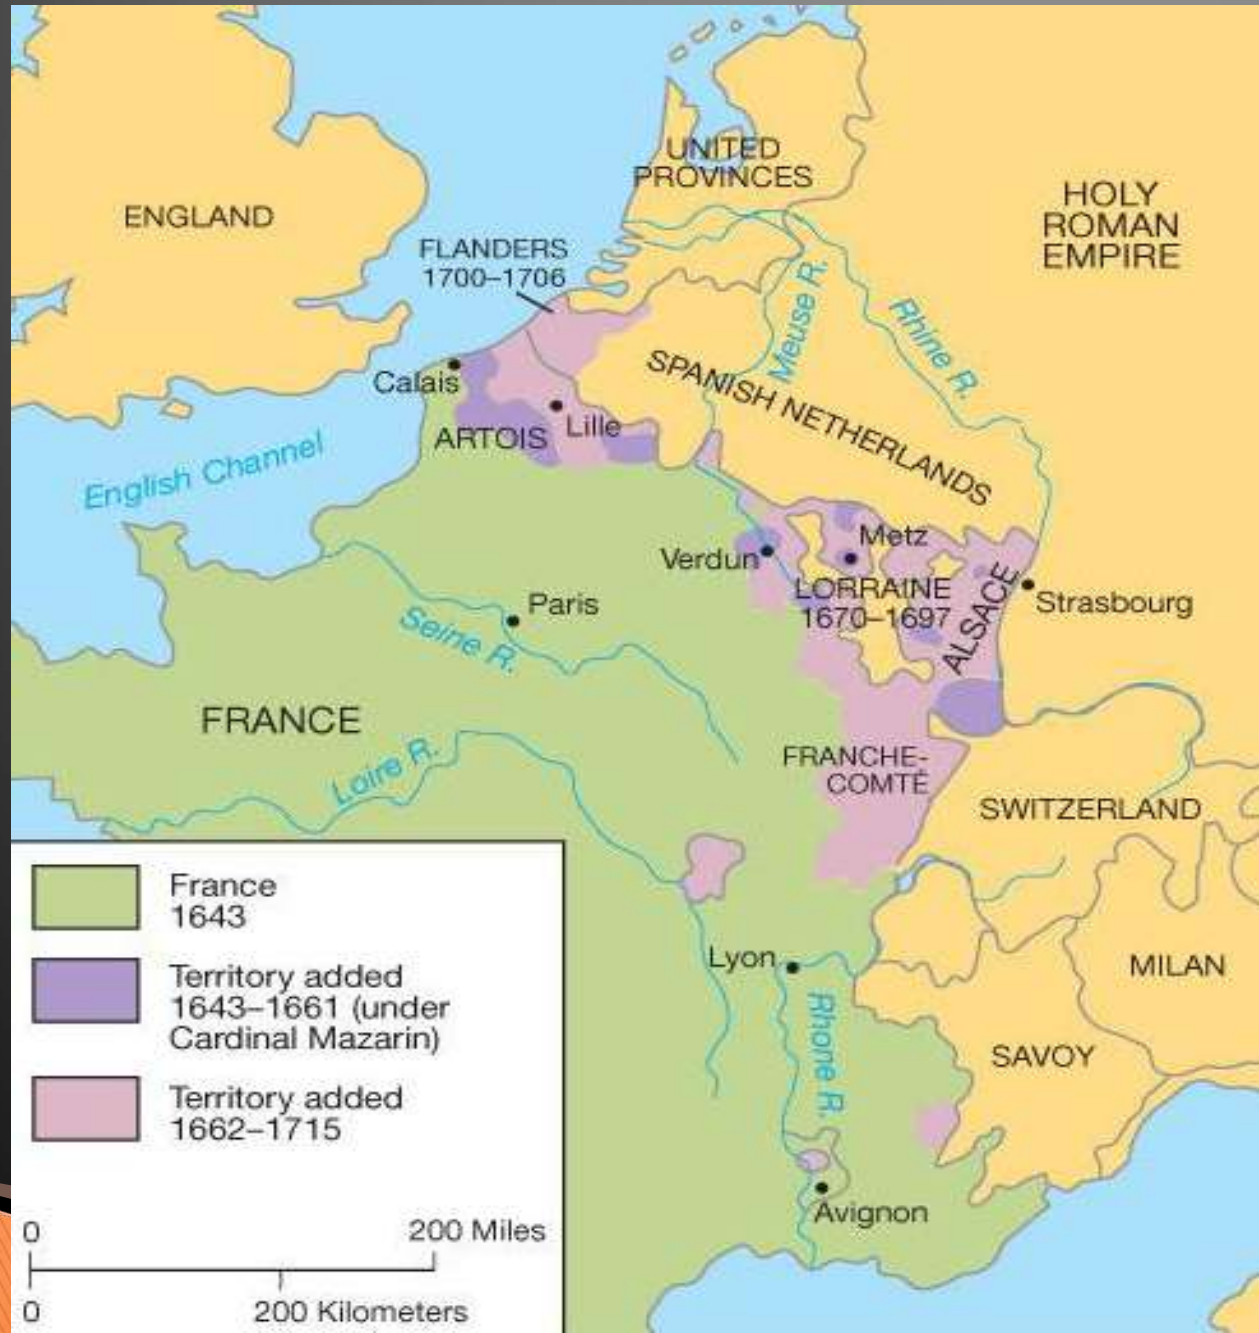 UNITED
PROVINCES
HOLY
ROMAN
EMPIRE
ENGLAND
FLANDERS
1700–1706
Meuse R.
Rhine R.
SPANISH NETHERLANDS
Calais
Lille
ARTOIS
English Channel
Verdun
Metz
LORRAINE
1670–1697
ALSACE
Strasbourg
Paris
Seine R.
FRANCE
Loire R.
FRANCHE-
COMTÉ
SWITZERLAND
Lyon
MILAN
Rhone R.
SAVOY
Avignon
France
1643
Territory added
1643–1661 (under
Cardinal Mazarin)
Territory added
1662–1715
0 200 Miles
0 200 Kilometers